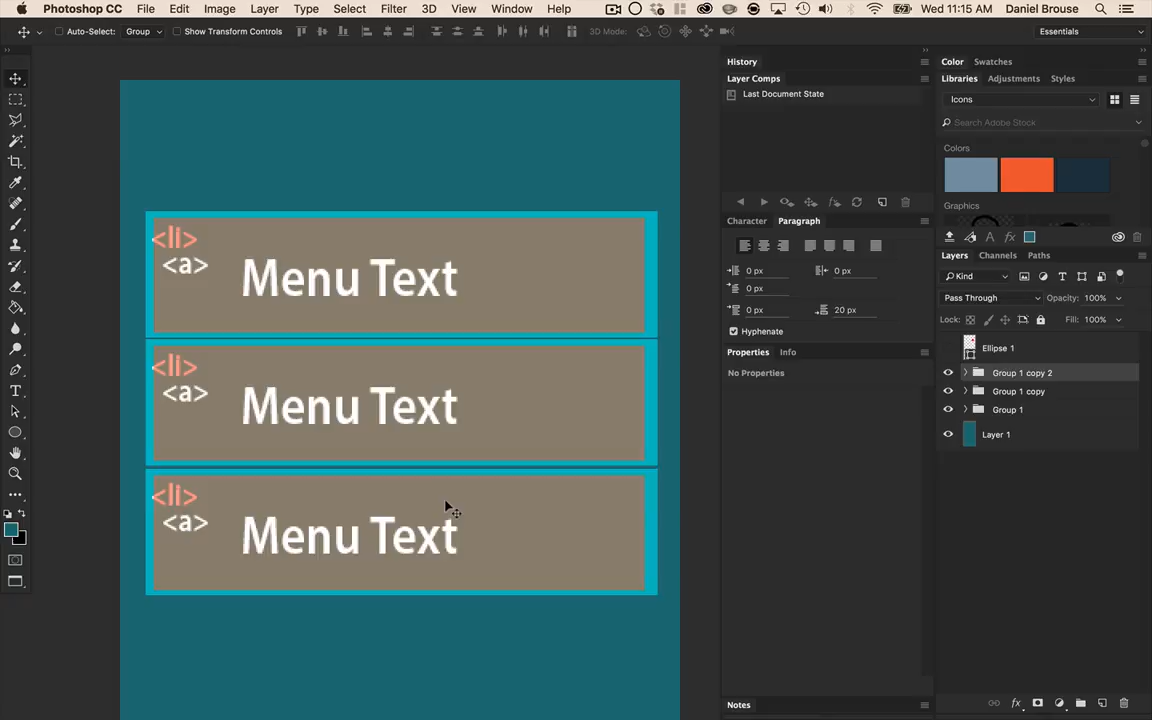 Photoshop CC File Edit Image Layer Type Select Filter 3D View Window Help Wed 11:15 AM Daniel Brouse
Auto-Select: Group Show Transform Controls 3D Mode: Essentials
History
Layer Comps
Last Document State
Color Swatches
Libraries Adjustments Styles
Icons
Search Adobe Stock
Colors
Graphics
Character Paragraph
0 px 0 px
0 px
0 px 20 px
Hyphenate
Properties Info
No Properties
Notes
Layers Channels Paths
Kind
Pass Through Opacity: 100%
Lock: Fill: 100%
Ellipse 1
Group 1 copy 2
Group 1 copy
Group 1
Layer 1
<li>
<a>
Menu Text
<li>
<a>
Menu Text
<li>
<a>
Menu Text